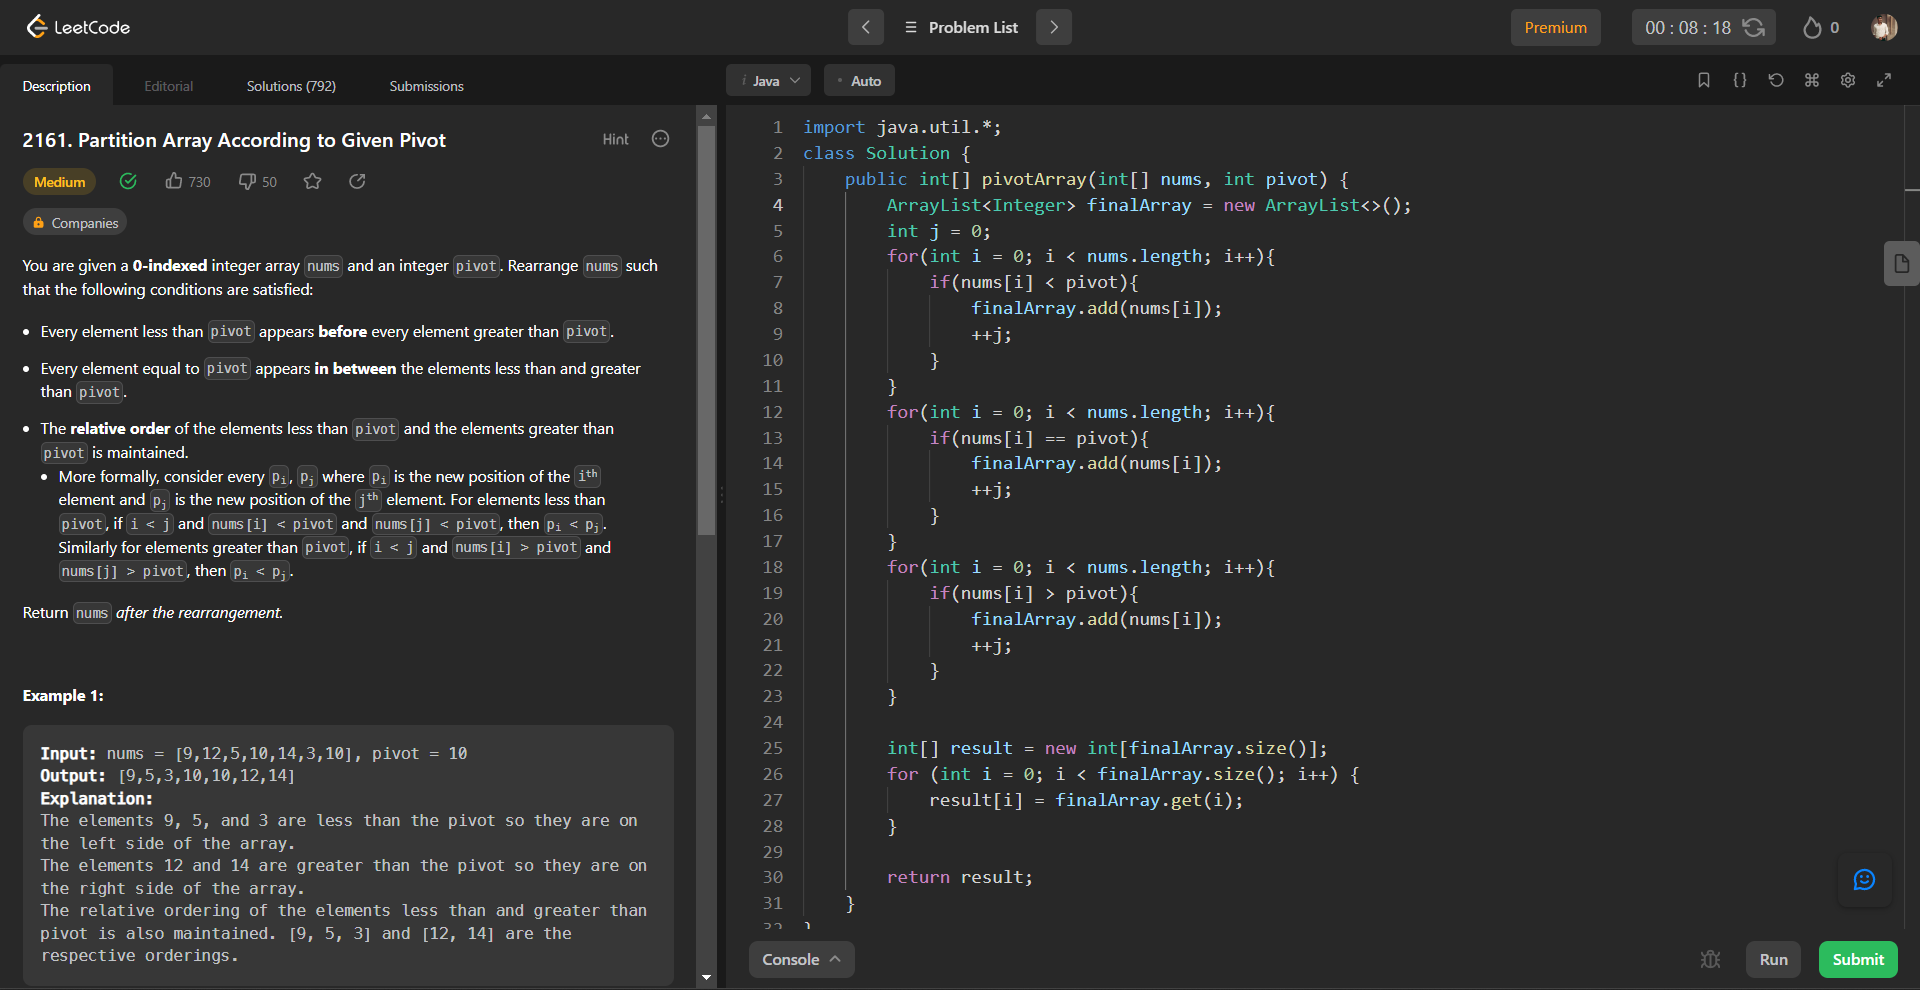 LeetCode
Problem List
Premium
00 : 08 : 18
0
Description
Editorial
Solutions (792)
Submissions
i Java
Auto
2161. Partition Array According to Given Pivot
Hint
Medium
730
50
Companies
You are given a 0-indexed integer array nums and an integer pivot. Rearrange nums such
that the following conditions are satisfied:
• Every element less than pivot appears before every element greater than pivot.
• Every element equal to pivot appears in between the elements less than and greater
than pivot.
• The relative order of the elements less than pivot and the elements greater than
pivot is maintained.
• More formally, consider every pi, pj where pi is the new position of the ith
element and pj is the new position of the jth element. For elements less than
pivot, if i < j and nums[i] < pivot and nums[j] < pivot, then pi < pj.
Similarly for elements greater than pivot, if i < j and nums[i] > pivot and
nums[j] > pivot, then pi < pj.
Return nums after the rearrangement.
Example 1:
Input: nums = [9,12,5,10,14,3,10], pivot = 10
Output: [9,5,3,10,10,12,14]
Explanation:
The elements 9, 5, and 3 are less than the pivot so they are on
the left side of the array.
The elements 12 and 14 are greater than the pivot so they are on
the right side of the array.
The relative ordering of the elements less than and greater than
pivot is also maintained. [9, 5, 3] and [12, 14] are the
respective orderings.
1 import java.util.*;
2 class Solution {
3 public int[] pivotArray(int[] nums, int pivot) {
4 ArrayList<Integer> finalArray = new ArrayList<>();
5 int j = 0;
6 for(int i = 0; i < nums.length; i++){
7 if(nums[i] < pivot){
8 finalArray.add(nums[i]);
9 ++j;
10 }
11 }
12 for(int i = 0; i < nums.length; i++){
13 if(nums[i] == pivot){
14 finalArray.add(nums[i]);
15 ++j;
16 }
17 }
18 for(int i = 0; i < nums.length; i++){
19 if(nums[i] > pivot){
20 finalArray.add(nums[i]);
21 ++j;
22 }
23 }
24
25 int[] result = new int[finalArray.size()];
26 for (int i = 0; i < finalArray.size(); i++) {
27 result[i] = finalArray.get(i);
28 }
29
30 return result;
31 }
32 }
Console
Run
Submit